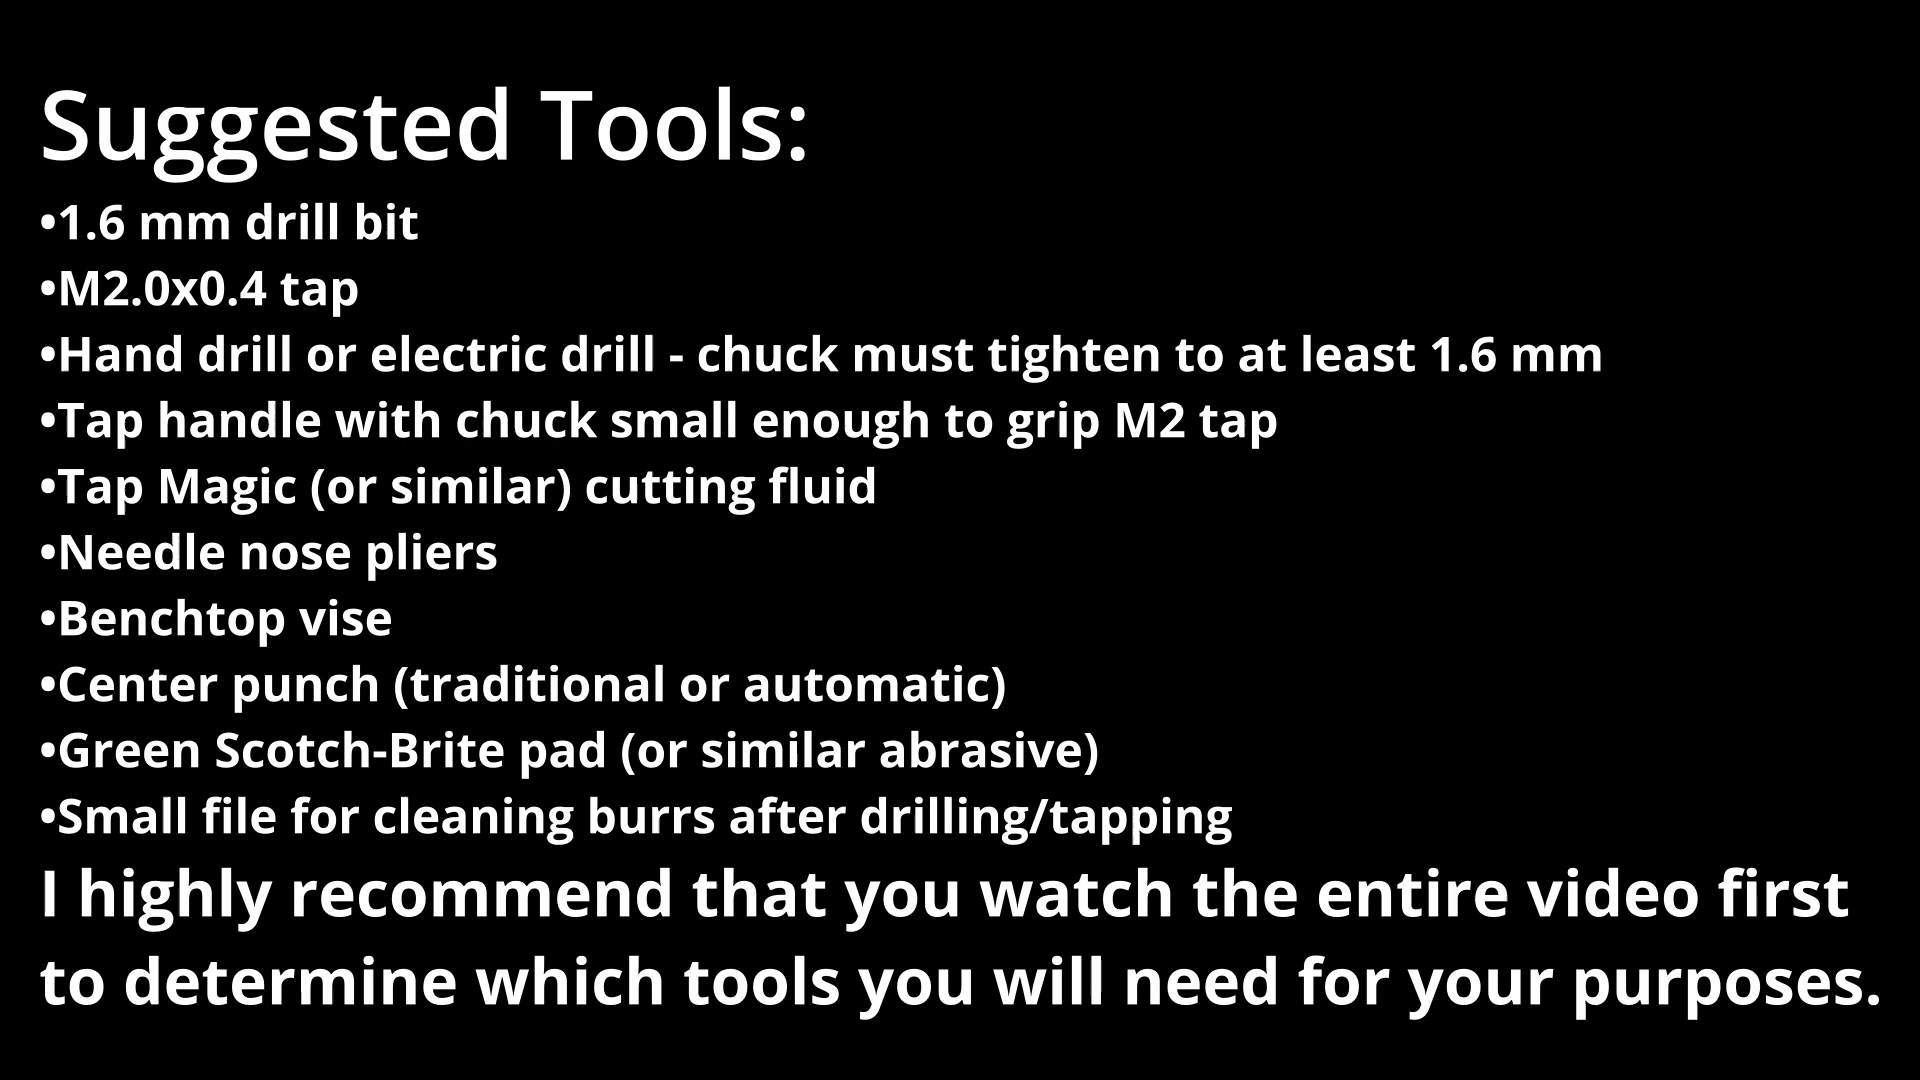 Suggested Tools:
•1.6 mm drill bit
•M2.0x0.4 tap
•Hand drill or electric drill - chuck must tighten to at least 1.6 mm
•Tap handle with chuck small enough to grip M2 tap
•Tap Magic (or similar) cutting fluid
•Needle nose pliers
•Benchtop vise
•Center punch (traditional or automatic)
•Green Scotch-Brite pad (or similar abrasive)
•Small file for cleaning burrs after drilling/tapping
I highly recommend that you watch the entire video first
to determine which tools you will need for your purposes.